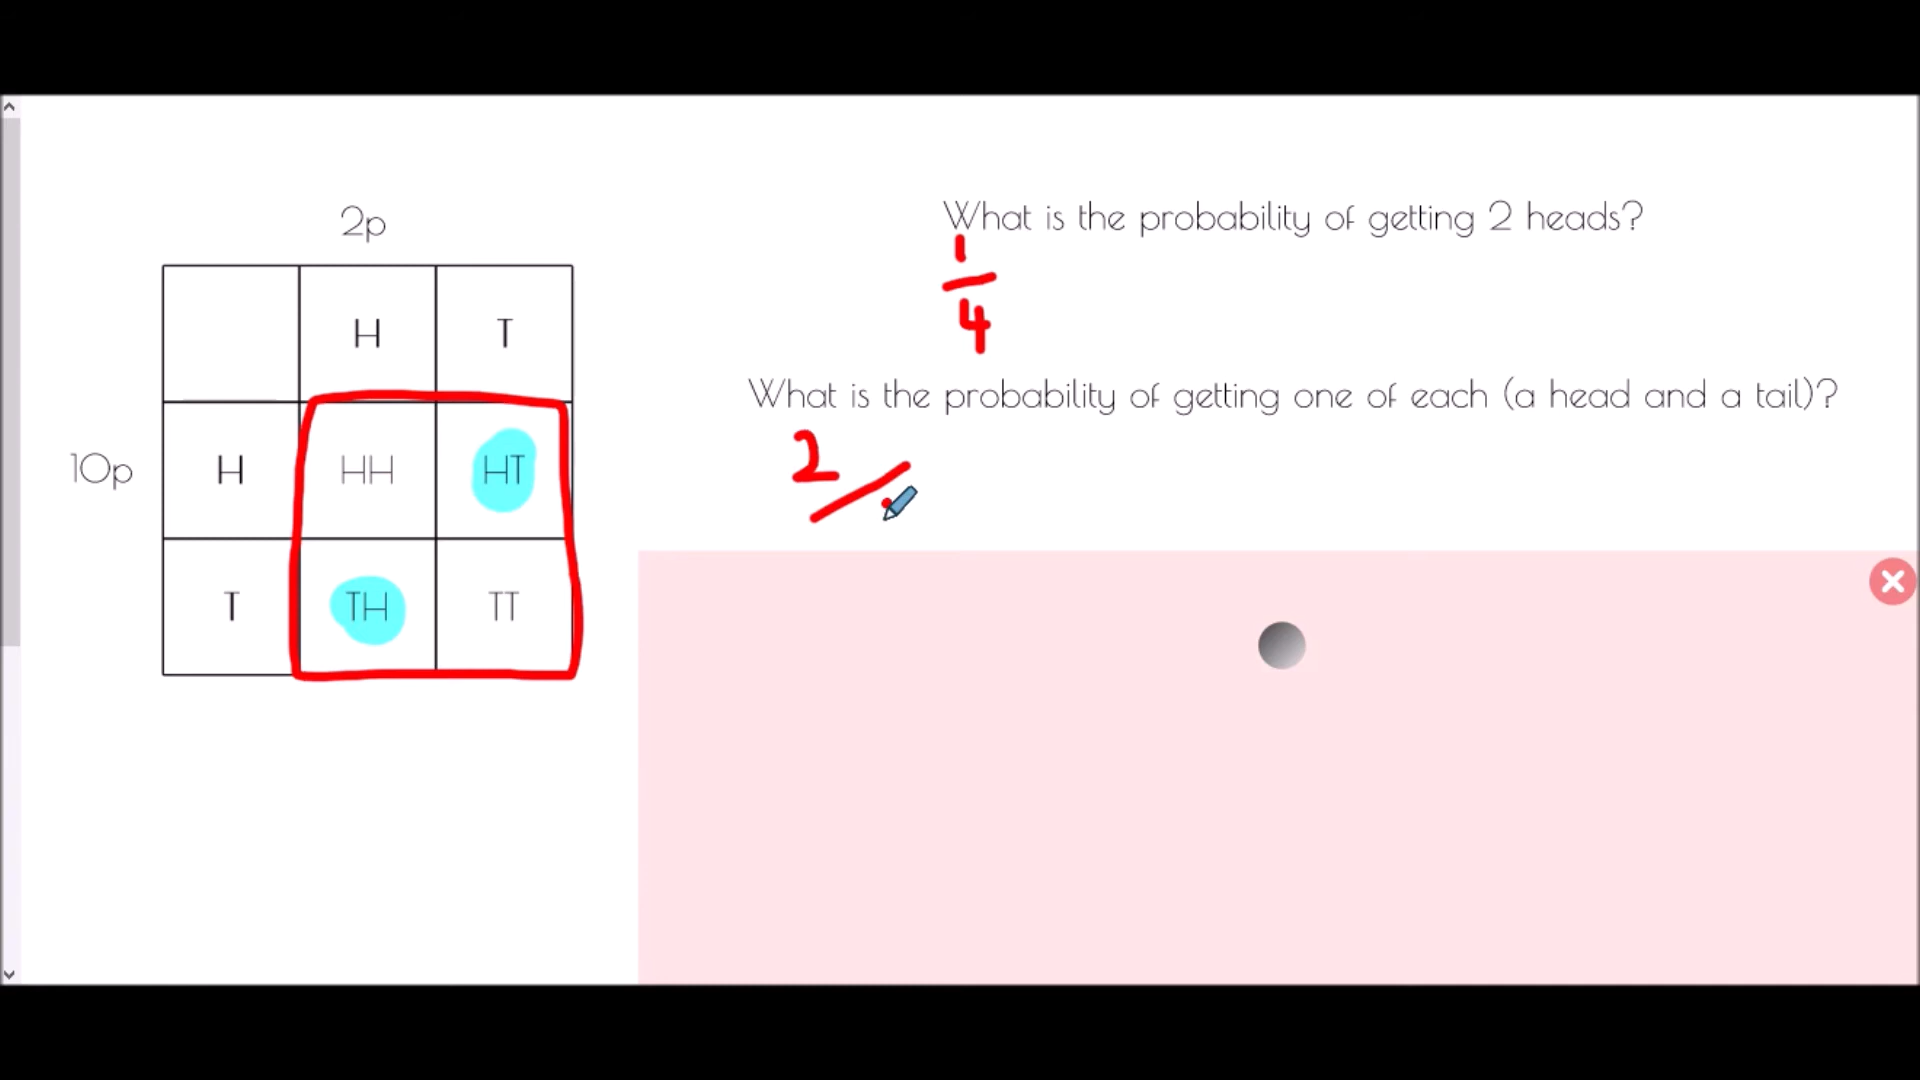 2p
H T
10p H HH HT
T TH TT
What is the probability of getting 2 heads?
1
4
What is the probability of getting one of each (a head and a tail)?
2